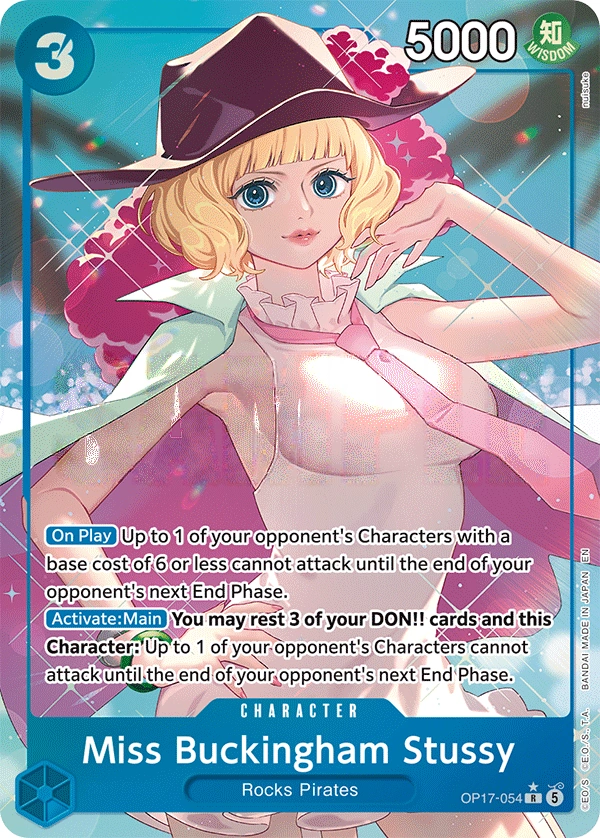 3
5000
知
WISDOM
nuisuke
On Play Up to 1 of your opponent's Characters with a
base cost of 6 or less cannot attack until the end of your
opponent's next End Phase.
Activate:Main You may rest 3 of your DON!! cards and this
Character: Up to 1 of your opponent's Characters cannot
attack until the end of your opponent's next End Phase.
©E.O./S. ©E.O./S., T.A. BANDAI MADE IN JAPAN EN
CHARACTER
Miss Buckingham Stussy
Rocks Pirates
OP17-054 R 5